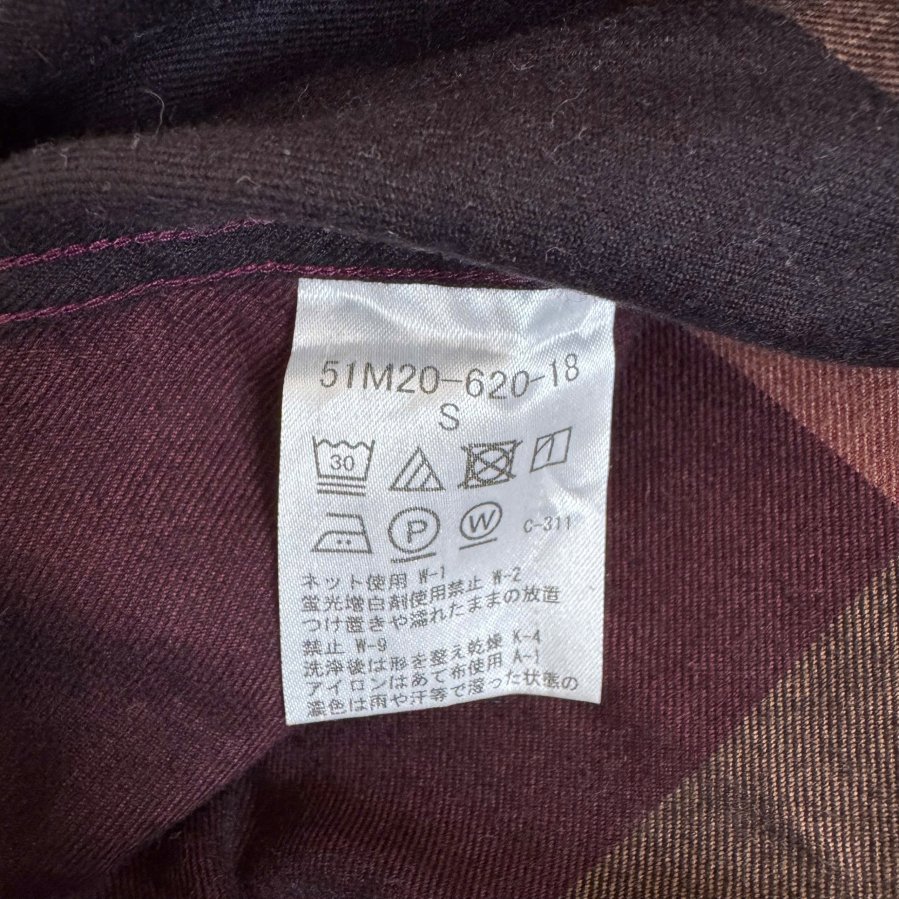 51M20-620-18
S
30
P W C-311
ネット使用 W-1
蛍光増白剤使用禁止 W-2
つけ置きや濡れたままの放造
禁止 W-9
洗浄後は形を整え乾燥 K-4
アイロンはあて布使用 A-1
濃色は雨や汗等で湿った状態の